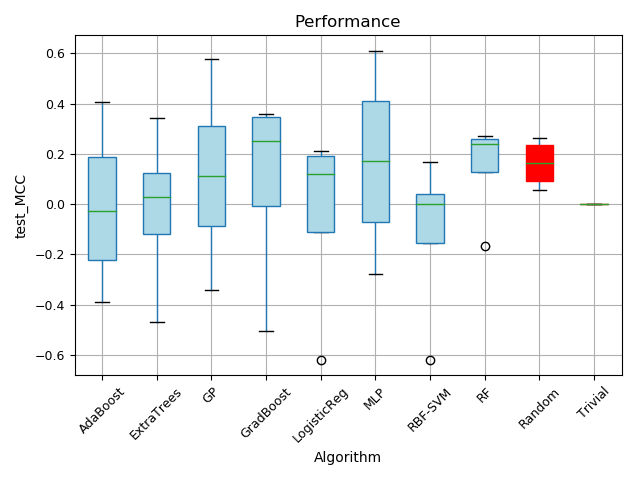 Performance
0.6
0.4
0.2
0.0
−0.2
−0.4
−0.6
test_MCC
AdaBoost
ExtraTrees
GP
GradBoost
LogisticReg
MLP
RBF-SVM
RF
Random
Trivial
Algorithm